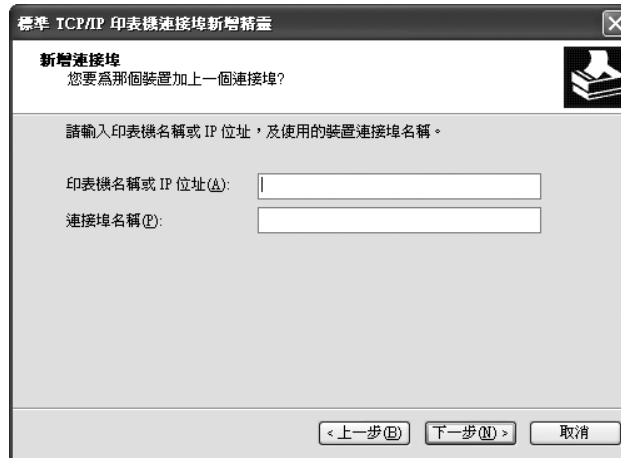 標準 TCP/IP 印表機連接埠新增精靈
新增連接埠
您要為那個裝置加上一個連接埠?
請輸入印表機名稱或 IP 位址，及使用的裝置連接埠名稱。
印表機名稱或 IP 位址(A):
連接埠名稱(P):
<上一步(B) 下一步(N)> 取消